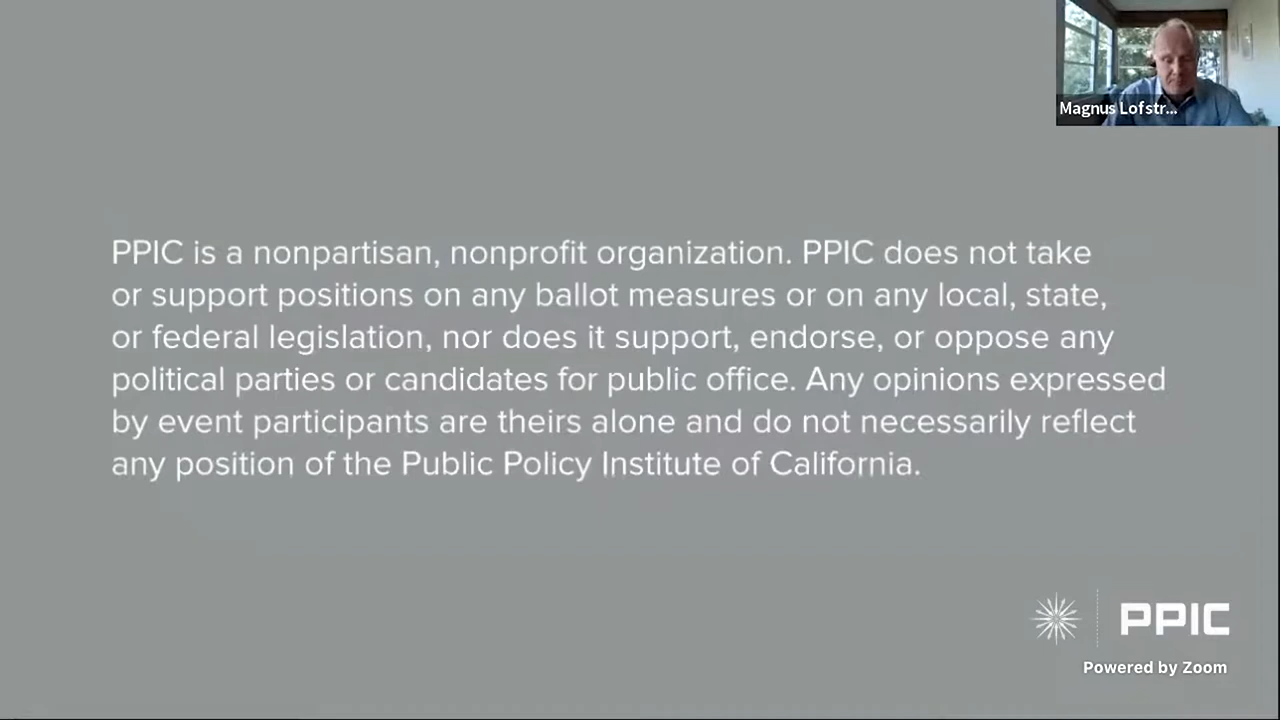 Magnus Lofstr...
PPIC is a nonpartisan, nonprofit organization. PPIC does not take
or support positions on any ballot measures or on any local, state,
or federal legislation, nor does it support, endorse, or oppose any
political parties or candidates for public office. Any opinions expressed
by event participants are theirs alone and do not necessarily reflect
any position of the Public Policy Institute of California.
PPIC
Powered by Zoom